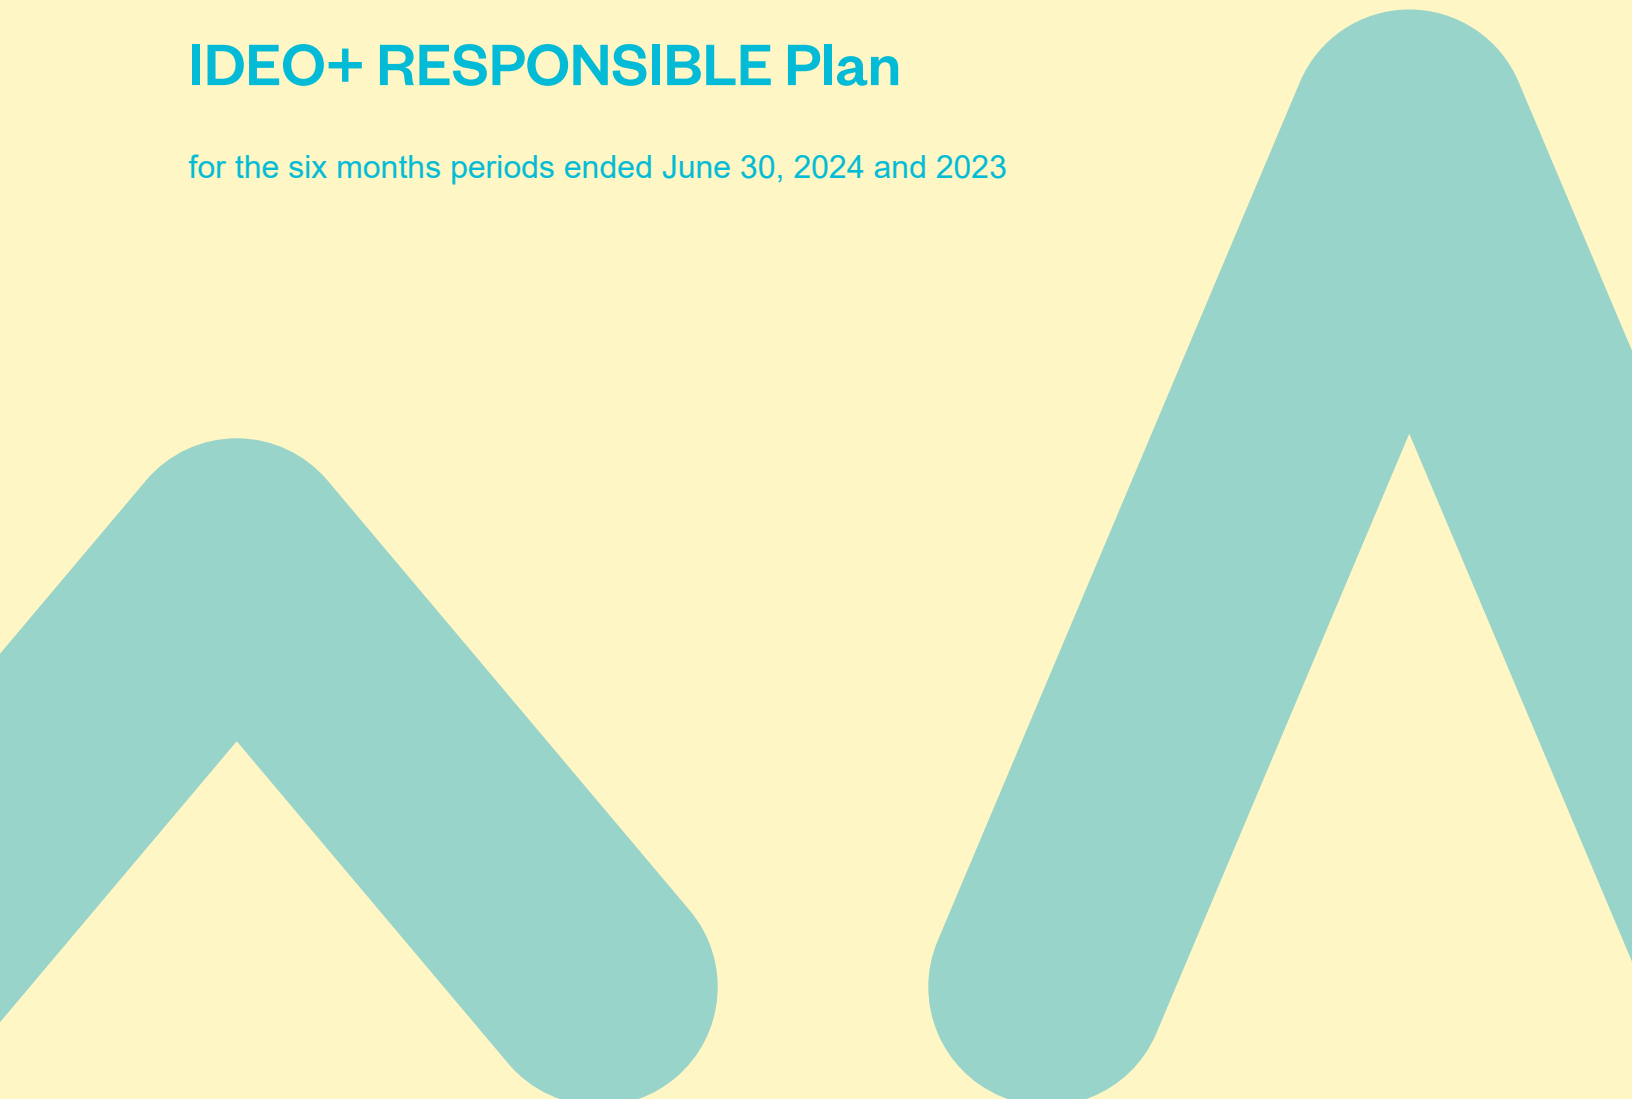 IDEO+ RESPONSIBLE Plan
for the six months periods ended June 30, 2024 and 2023